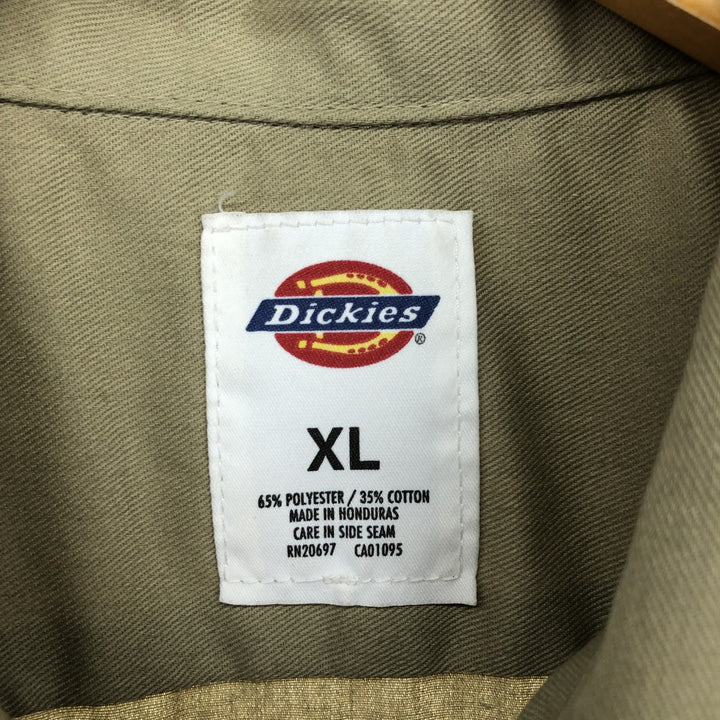 Dickies®
XL
65% POLYESTER / 35% COTTON
MADE IN HONDURAS
CARE IN SIDE SEAM
RN20697 CA01095